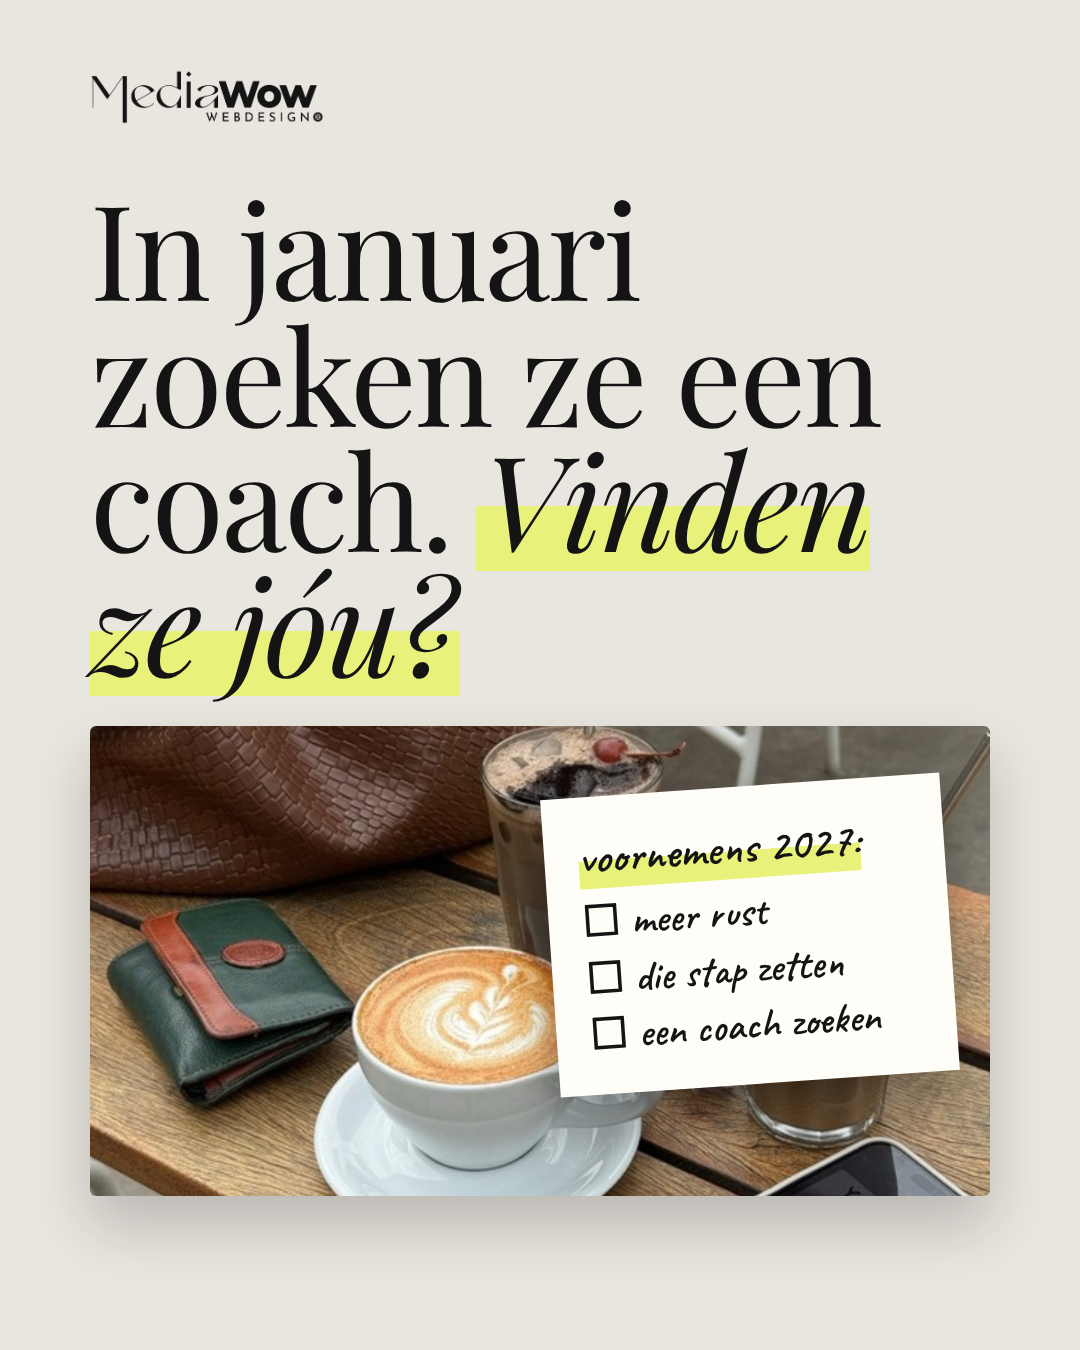 MediaWow
WEBDESIGN
In januari
zoeken ze een
coach. Vinden
ze jóu?
voornemens 2027:
meer rust
die stap zetten
een coach zoeken